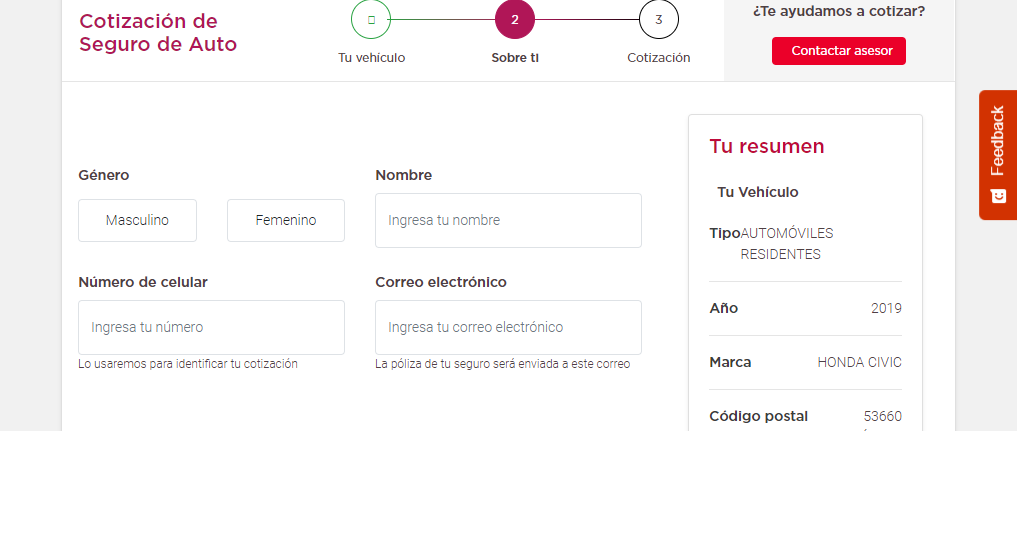 Cotización de
Seguro de Auto
2
3
Tu vehículo
Sobre ti
Cotización
¿Te ayudamos a cotizar?
Contactar asesor
Feedback
Género
Masculino
Femenino
Nombre
Ingresa tu nombre
Número de celular
Ingresa tu número
Lo usaremos para identificar tu cotización
Correo electrónico
Ingresa tu correo electrónico
La póliza de tu seguro será enviada a este correo
Tu resumen
Tu Vehículo
Tipo AUTOMÓVILES
RESIDENTES
Año 2019
Marca HONDA CIVIC
Código postal 53660